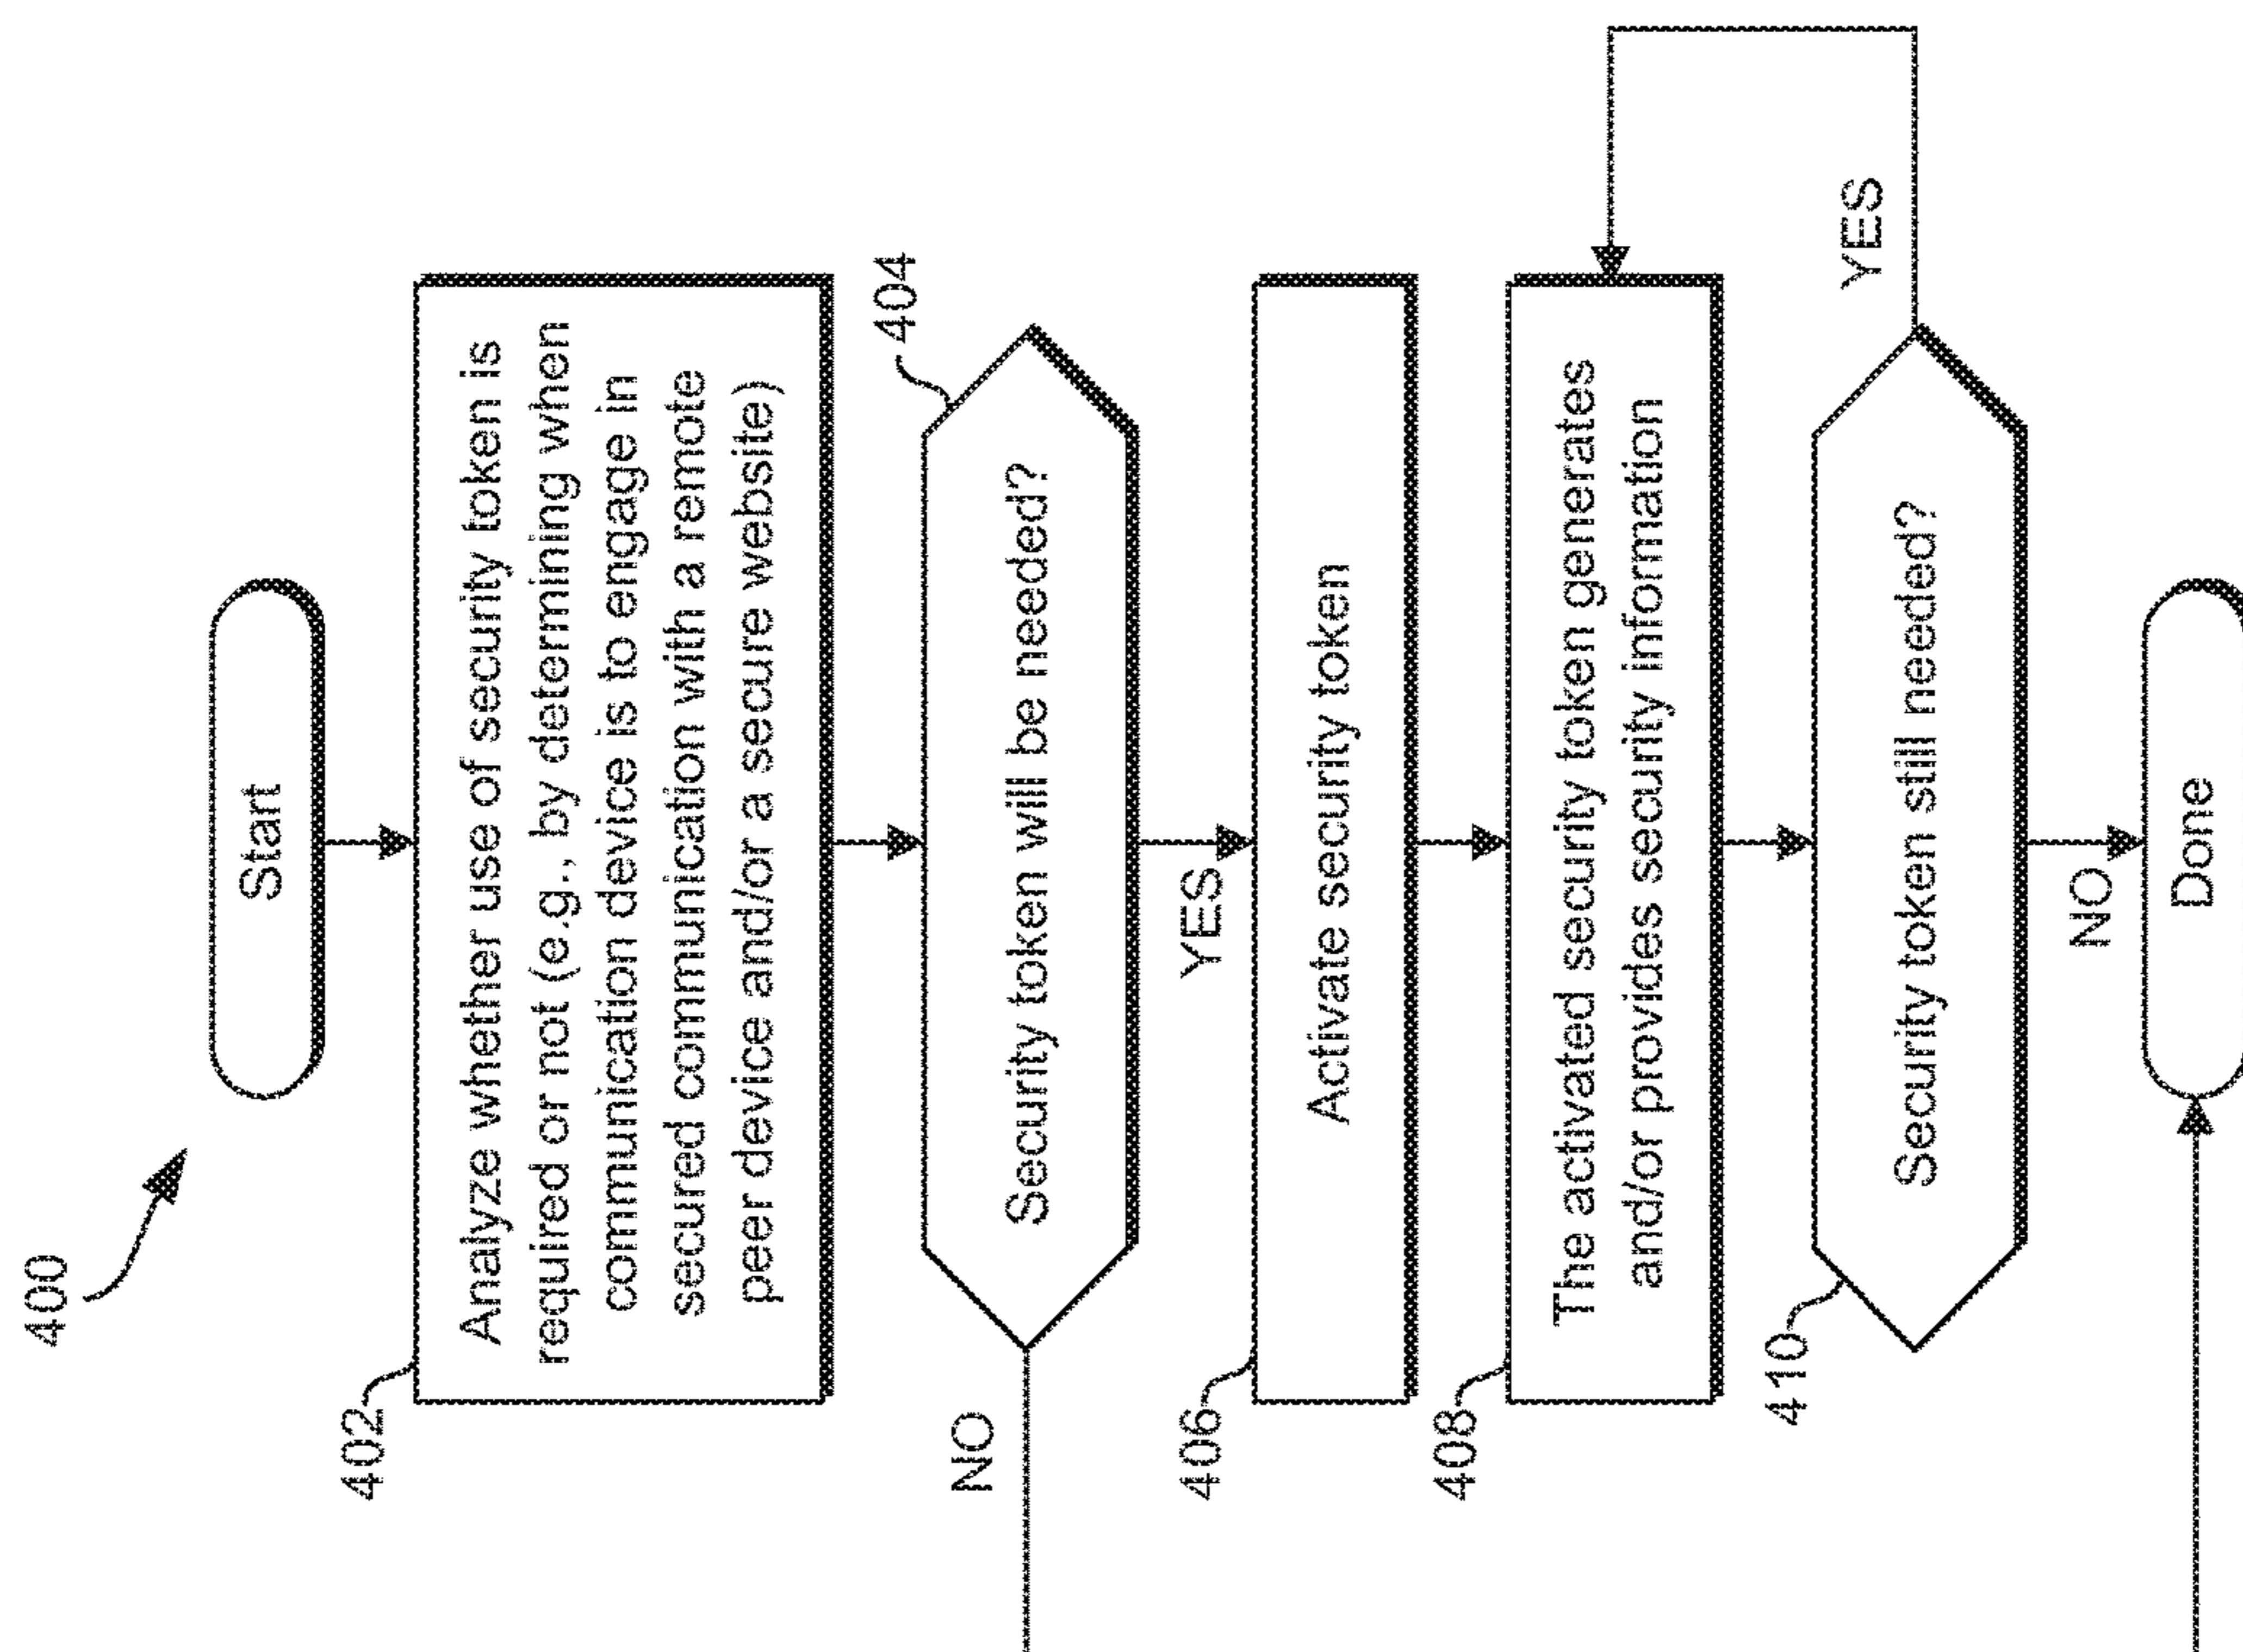 400
Start
402
Analyze whether use of security token is
required or not (e.g., by determining when
communication device is to engage in
secured communication with a remote
peer device and/or a secure website)
404
Security token will be needed?
NO
YES
406
Activate security token
408
The activated security token generates
and/or provides security information
410
Security token still needed?
YES
NO
Done